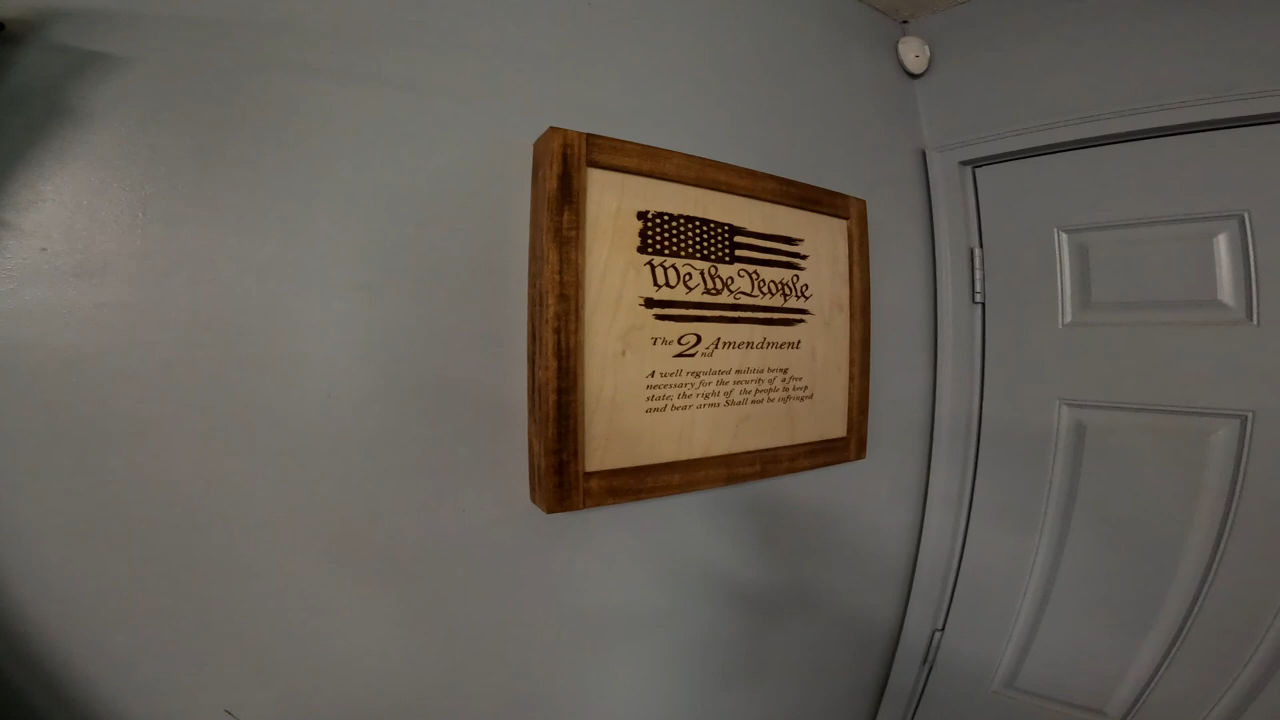 We the People
The 2nd Amendment
A well regulated militia being
necessary for the security of a free
state; the right of the people to keep
and bear arms Shall not be infringed